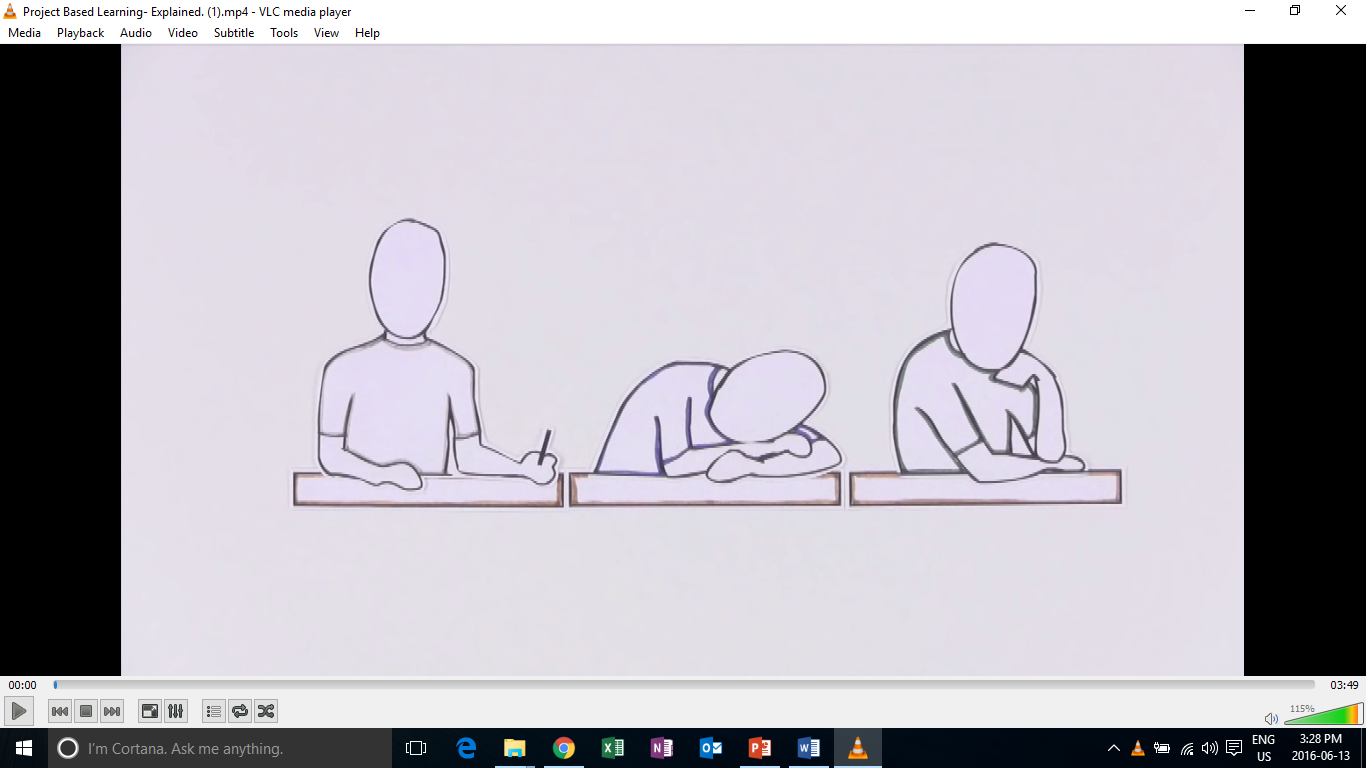 Project Based Learning- Explained. (1).mp4 - VLC media player
Media Playback Audio Video Subtitle Tools View Help
00:00 03:49
115%
I'm Cortana. Ask me anything.
ENG 3:28 PM
US 2016-06-13